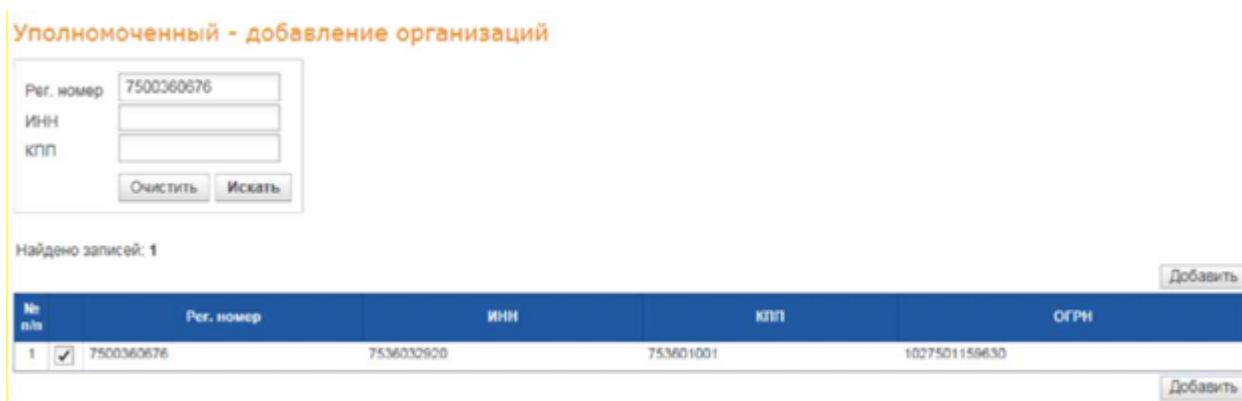 Уполномоченный - добавление организаций
Рег. номер 7500360676
ИНН
КПП
Очистить Искать
Найдено записей: 1
Добавить
№ п/п Рег. номер ИНН КПП ОГРН
1 7500360676 7536032920 753601001 1027501159630
Добавить